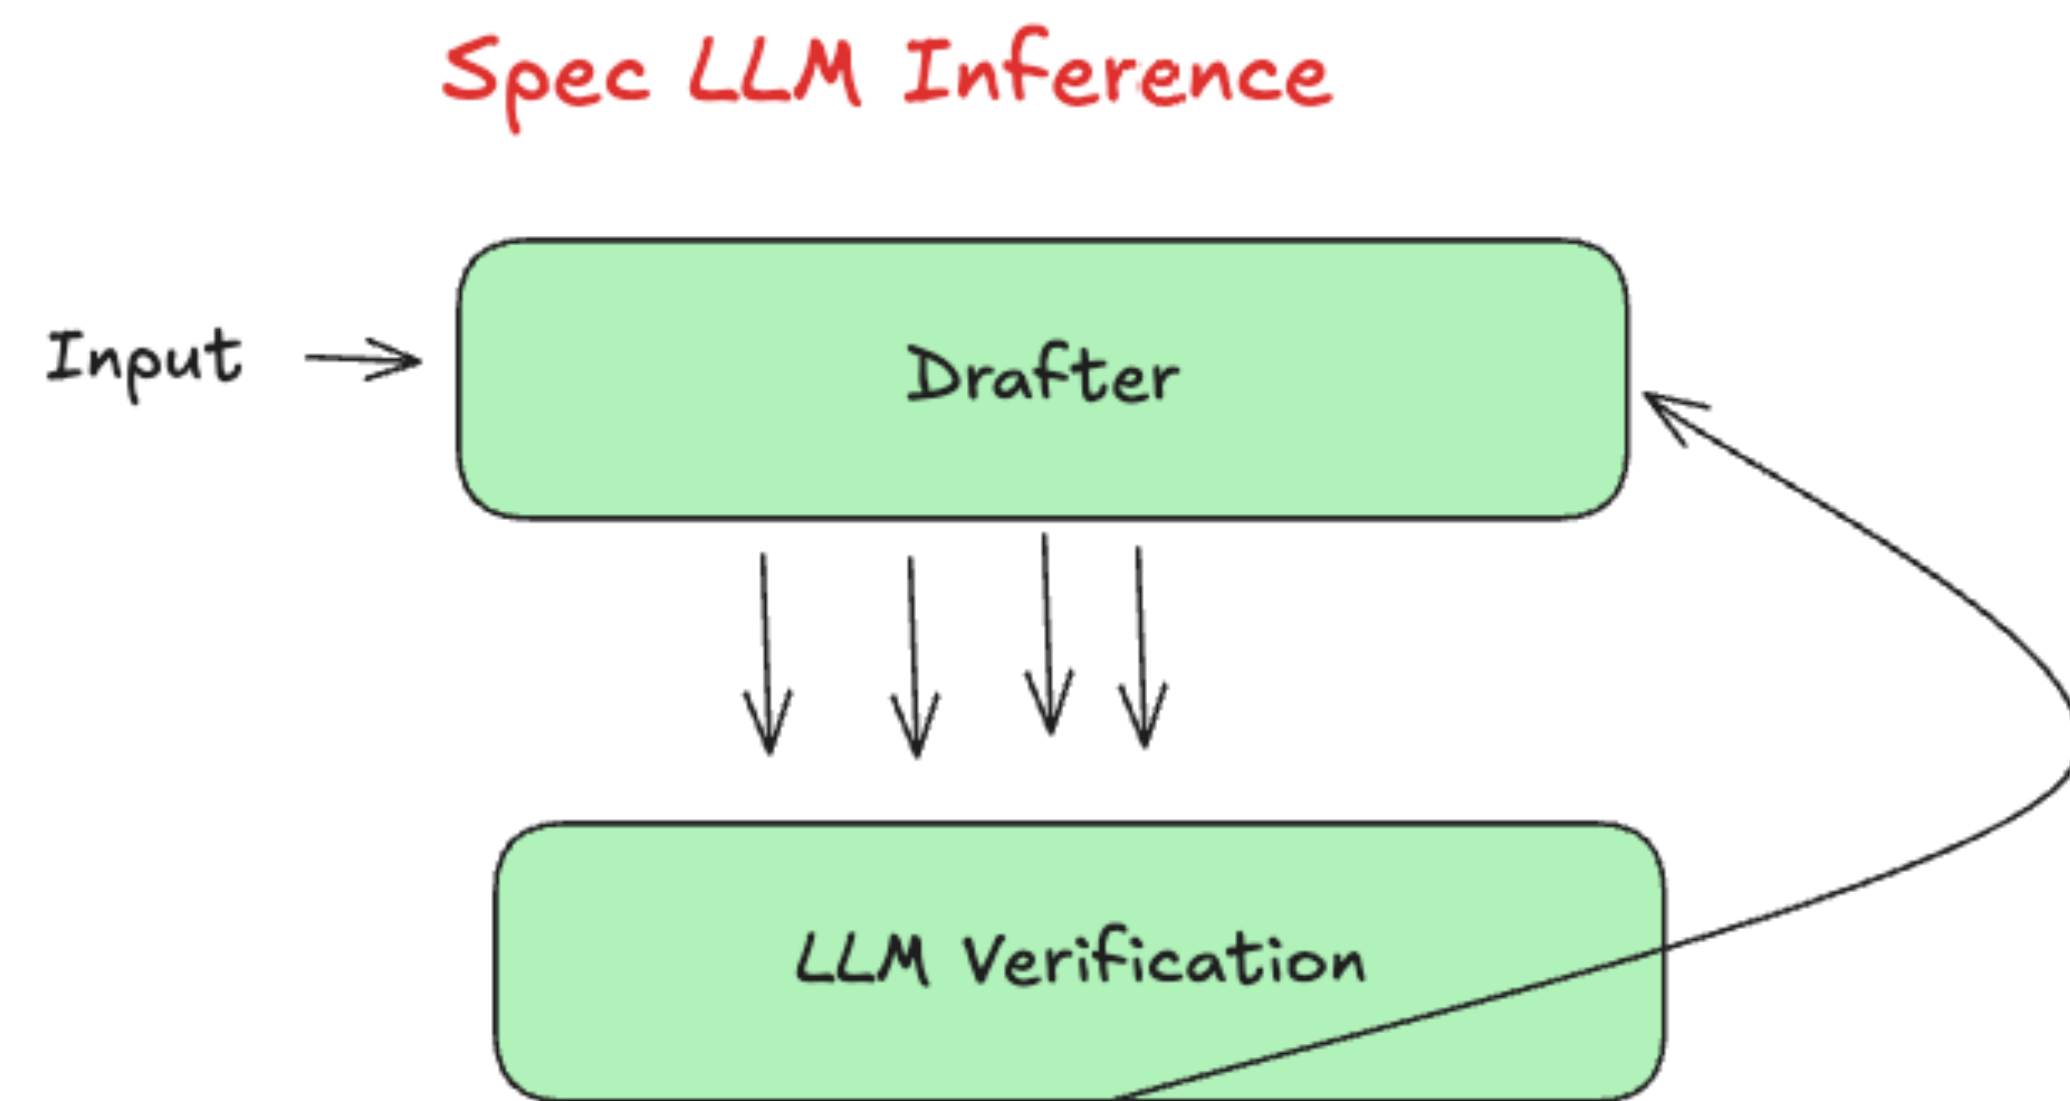 Spec LLM Inference
Input
Drafter
LLM Verification